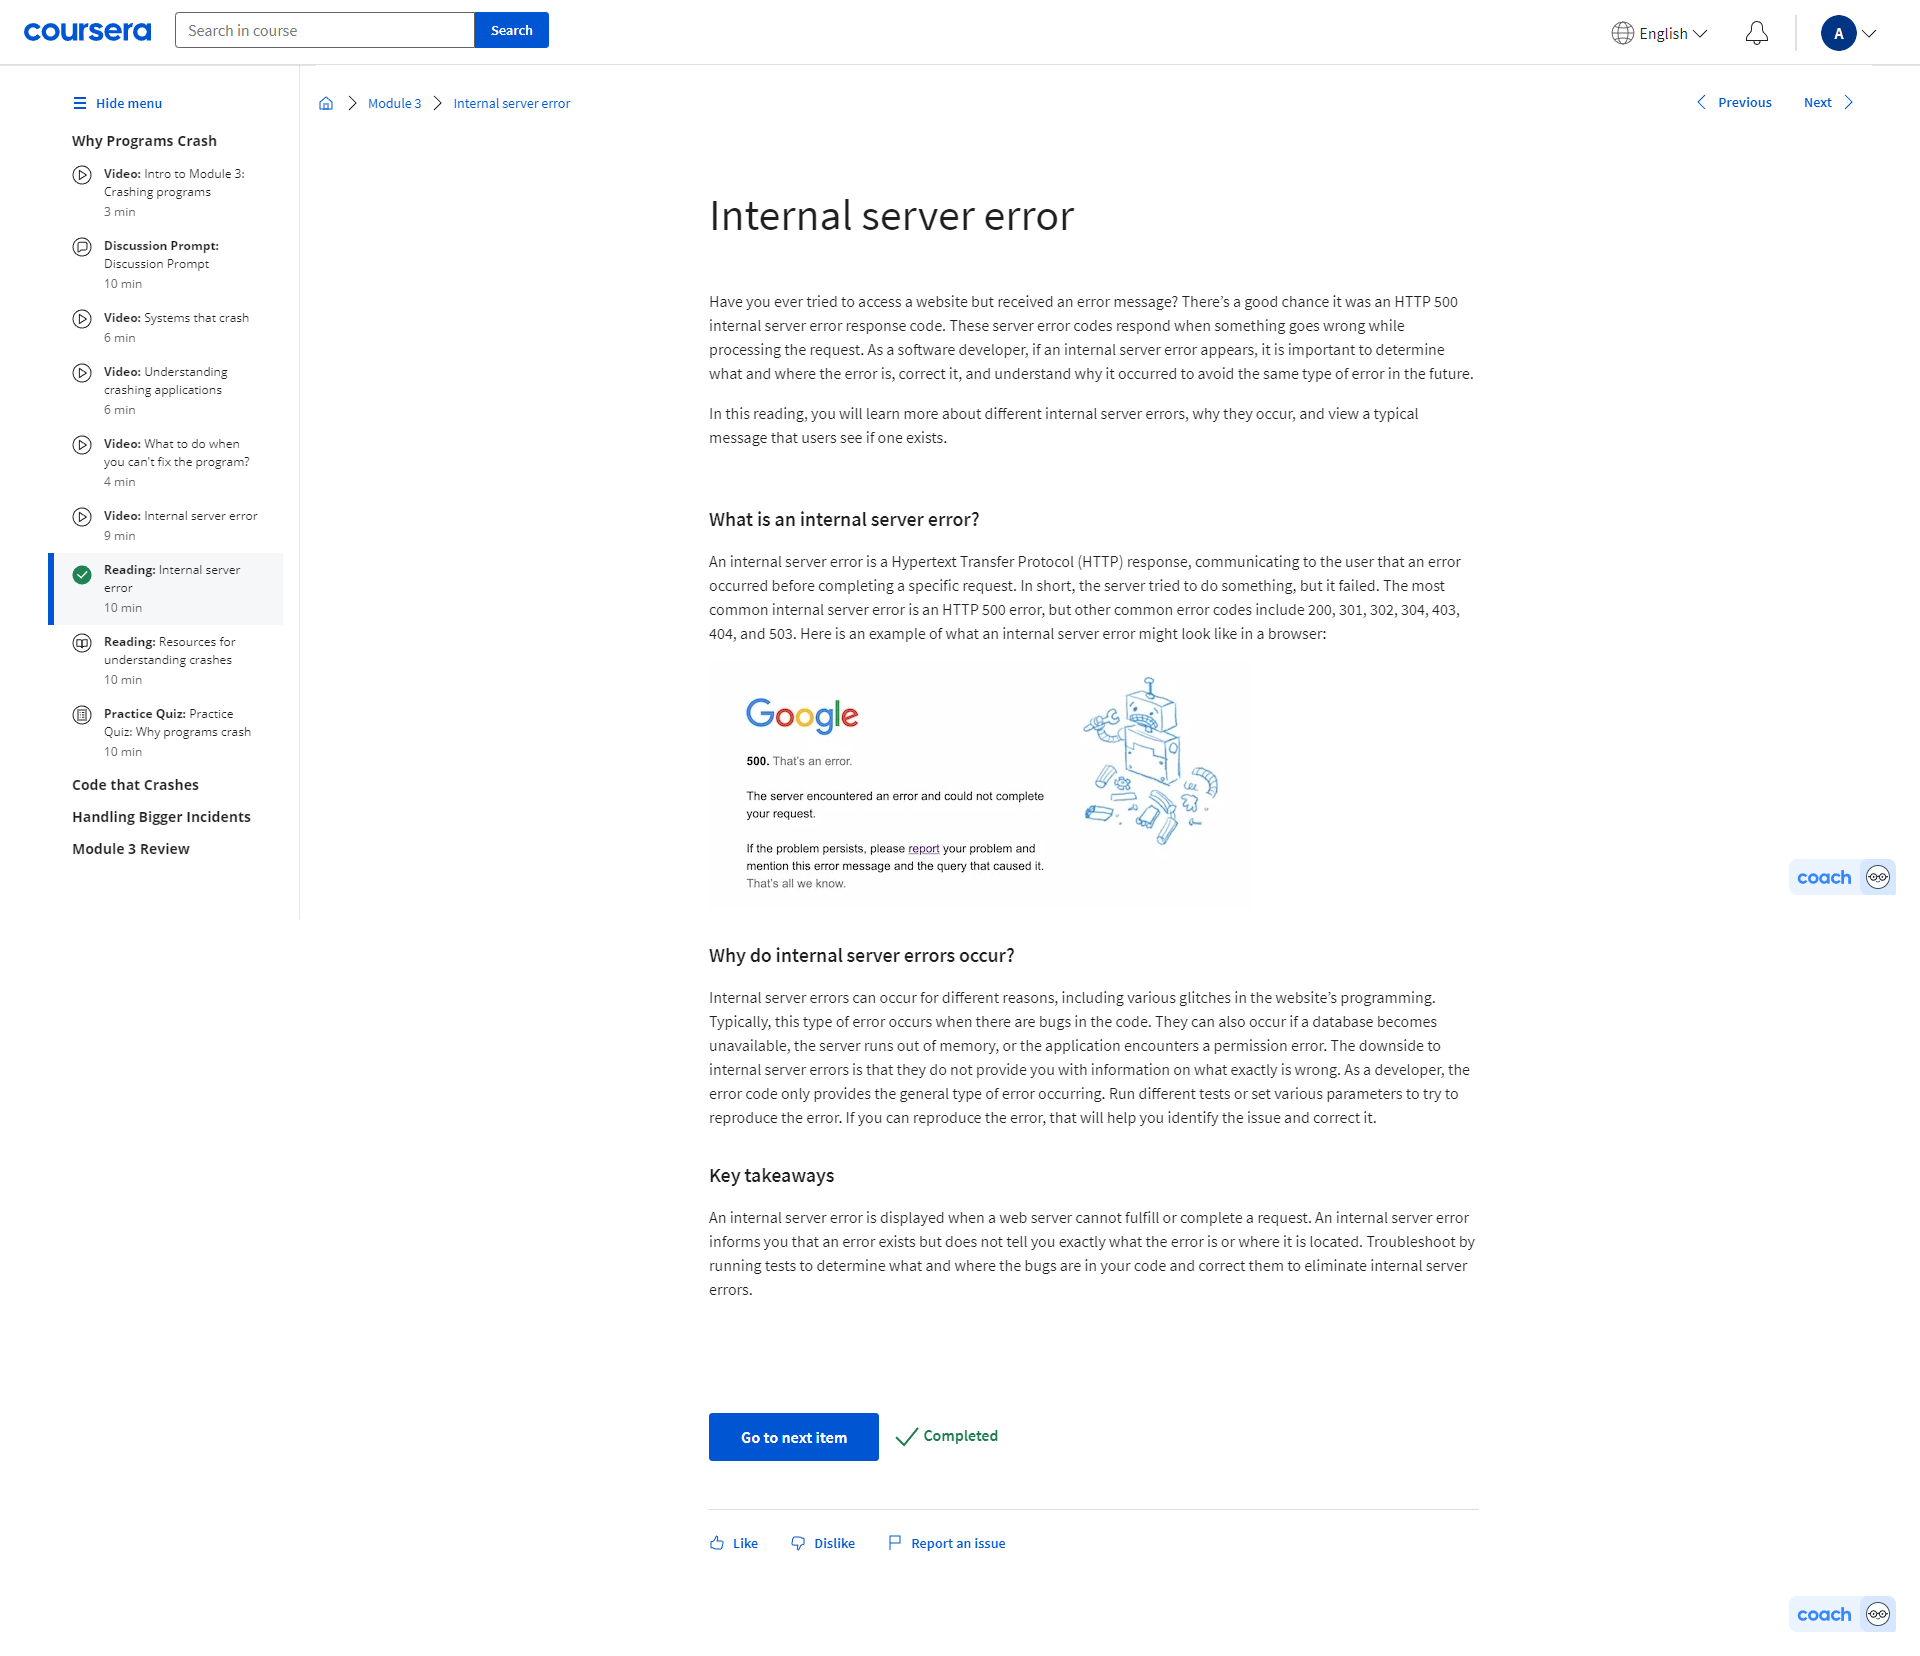 coursera
Search in course
Search
English
A
Hide menu
Why Programs Crash
Video: Intro to Module 3:
Crashing programs
3 min
Discussion Prompt:
Discussion Prompt
10 min
Video: Systems that crash
6 min
Video: Understanding
crashing applications
6 min
Video: What to do when
you can't fix the program?
4 min
Video: Internal server error
9 min
Reading: Internal server
error
10 min
Reading: Resources for
understanding crashes
10 min
Practice Quiz: Practice
Quiz: Why programs crash
10 min
Code that Crashes
Handling Bigger Incidents
Module 3 Review
Module 3
Internal server error
Previous
Next
Internal server error
Have you ever tried to access a website but received an error message? There’s a good chance it was an HTTP 500
internal server error response code. These server error codes respond when something goes wrong while
processing the request. As a software developer, if an internal server error appears, it is important to determine
what and where the error is, correct it, and understand why it occurred to avoid the same type of error in the future.
In this reading, you will learn more about different internal server errors, why they occur, and view a typical
message that users see if one exists.
What is an internal server error?
An internal server error is a Hypertext Transfer Protocol (HTTP) response, communicating to the user that an error
occurred before completing a specific request. In short, the server tried to do something, but it failed. The most
common internal server error is an HTTP 500 error, but other common error codes include 200, 301, 302, 304, 403,
404, and 503. Here is an example of what an internal server error might look like in a browser:
Google
500. That's an error.
The server encountered an error and could not complete
your request.
If the problem persists, please report your problem and
mention this error message and the query that caused it.
That's all we know.
coach
Why do internal server errors occur?
Internal server errors can occur for different reasons, including various glitches in the website’s programming.
Typically, this type of error occurs when there are bugs in the code. They can also occur if a database becomes
unavailable, the server runs out of memory, or the application encounters a permission error. The downside to
internal server errors is that they do not provide you with information on what exactly is wrong. As a developer, the
error code only provides the general type of error occurring. Run different tests or set various parameters to try to
reproduce the error. If you can reproduce the error, that will help you identify the issue and correct it.
Key takeaways
An internal server error is displayed when a web server cannot fulfill or complete a request. An internal server error
informs you that an error exists but does not tell you exactly what the error is or where it is located. Troubleshoot by
running tests to determine what and where the bugs are in your code and correct them to eliminate internal server
errors.
Go to next item
Completed
Like
Dislike
Report an issue
coach